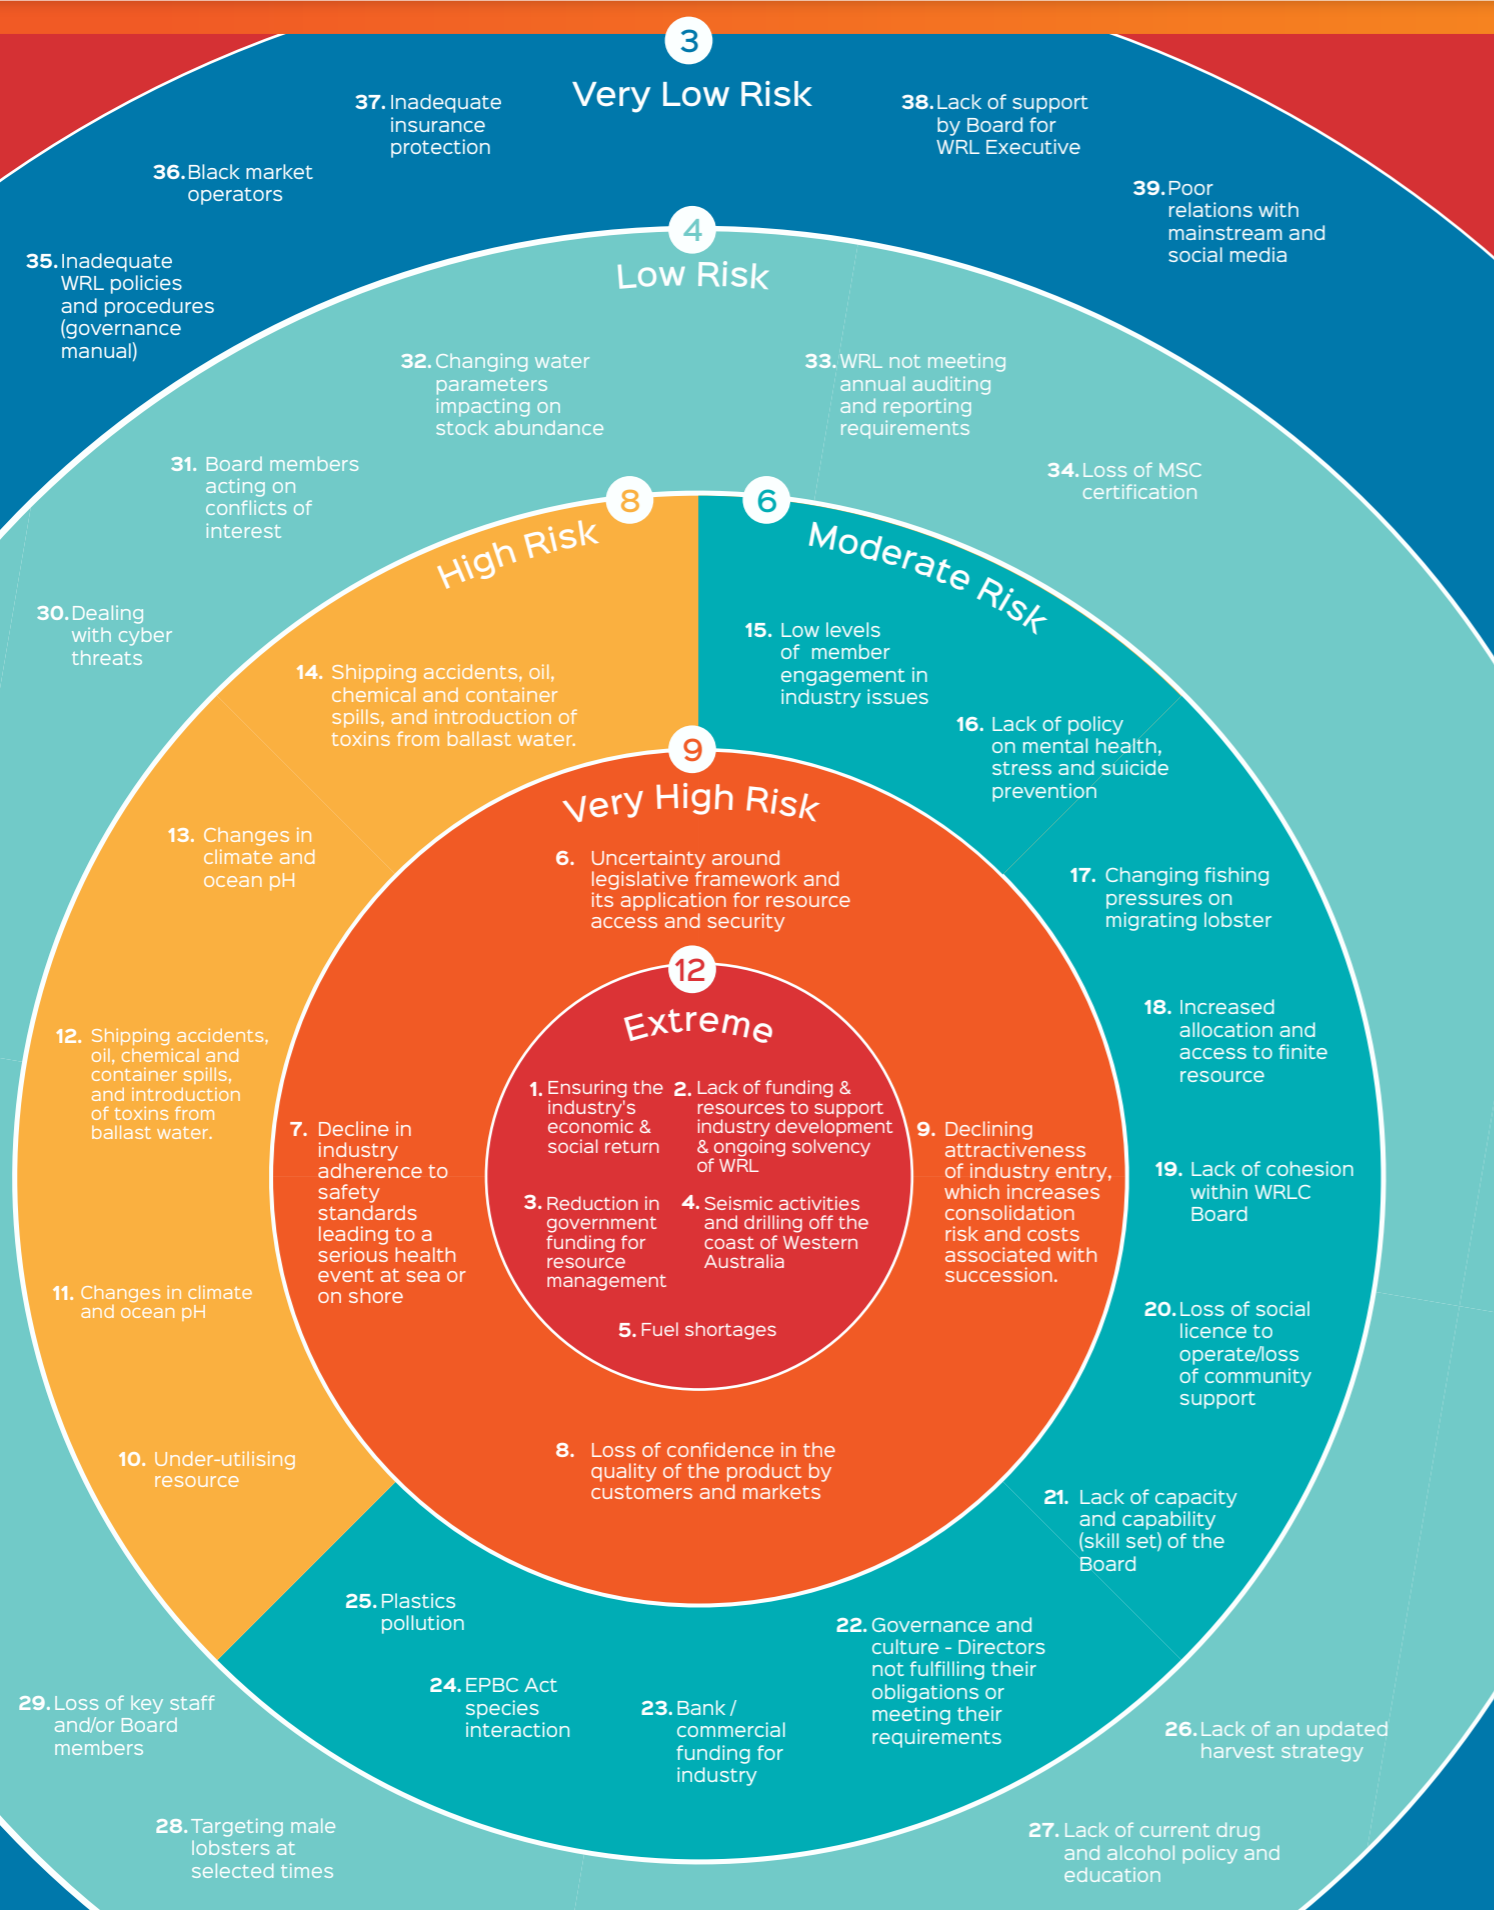 3
Very Low Risk
37. Inadequate
insurance
protection
38. Lack of support
by Board for
WRL Executive
36. Black market
operators
39. Poor
relations with
mainstream and
social media
35. Inadequate
WRL policies
and procedures
(governance
manual)
4
Low Risk
32. Changing water
parameters
impacting on
stock abundance
33. WRL not meeting
annual auditing
and reporting
requirements
31. Board members
acting on
conflicts of
interest
34. Loss of MSC
certification
30. Dealing
with cyber
threats
8
High Risk
6
Moderate Risk
14. Shipping accidents, oil,
chemical and container
spills, and introduction of
toxins from ballast water.
15. Low levels
of member
engagement in
industry issues
16. Lack of policy
on mental health,
stress and suicide
prevention
13. Changes in
climate and
ocean pH
17. Changing fishing
pressures on
migrating lobster
9
Very High Risk
6. Uncertainty around
legislative framework and
its application for resource
access and security
12. Shipping accidents,
oil, chemical and
container spills,
and introduction
of toxins from
ballast water.
18. Increased
allocation and
access to finite
resource
12
Extreme
1. Ensuring the
industry's
economic &
social return
2. Lack of funding &
resources to support
industry development
& ongoing solvency
of WRL
3. Reduction in
government
funding for
resource
management
4. Seismic activities
and drilling off the
coast of Western
Australia
5. Fuel shortages
7. Decline in
industry
adherence to
safety
standards
leading to a
serious health
event at sea or
on shore
9. Declining
attractiveness
of industry entry,
which increases
consolidation
risk and costs
associated with
succession.
19. Lack of cohesion
within WRLC
Board
11. Changes in climate
and ocean pH
20. Loss of social
licence to
operate/loss
of community
support
10. Under-utilising
resource
8. Loss of confidence in the
quality of the product by
customers and markets
21. Lack of capacity
and capability
(skill set) of the
Board
25. Plastics
pollution
24. EPBC Act
species
interaction
23. Bank /
commercial
funding for
industry
22. Governance and
culture - Directors
not fulfilling their
obligations or
meeting their
requirements
29. Loss of key staff
and/or Board
members
26. Lack of an updated
harvest strategy
28. Targeting male
lobsters at
selected times
27. Lack of current drug
and alcohol policy and
education